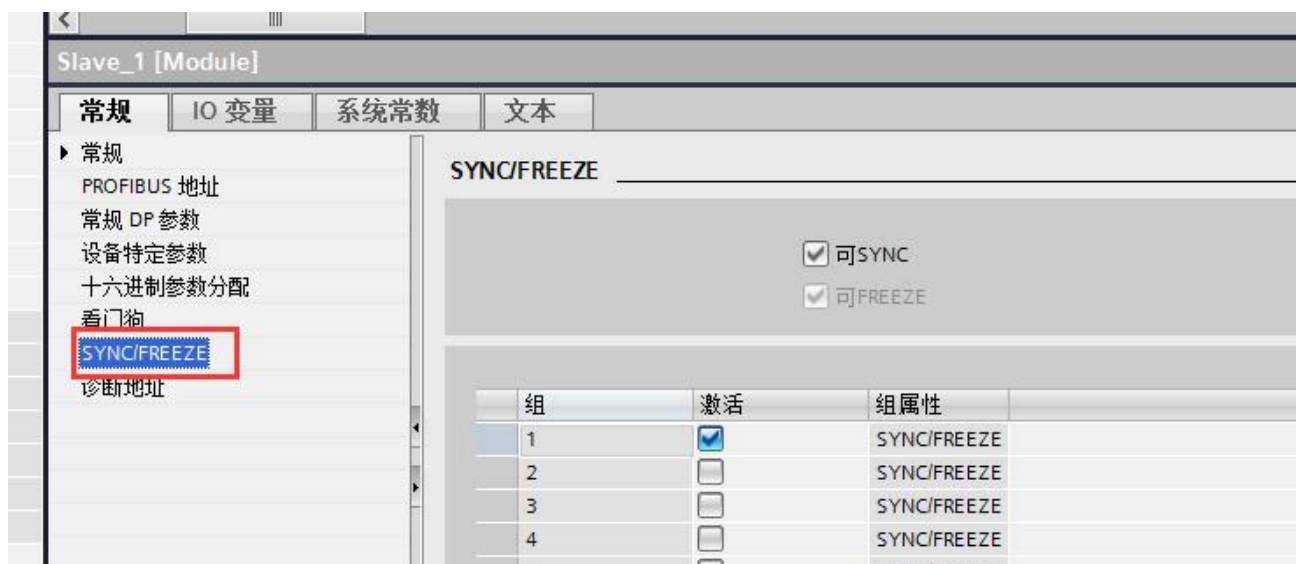 Slave_1 [Module]
常规 IO 变量 系统常数 文本
常规
PROFIBUS 地址
常规 DP 参数
设备特定参数
十六进制参数分配
看门狗
SYNC/FREEZE
诊断地址
SYNC/FREEZE
可SYNC
可FREEZE
组 激活 组属性
1 SYNC/FREEZE
2 SYNC/FREEZE
3 SYNC/FREEZE
4 SYNC/FREEZE